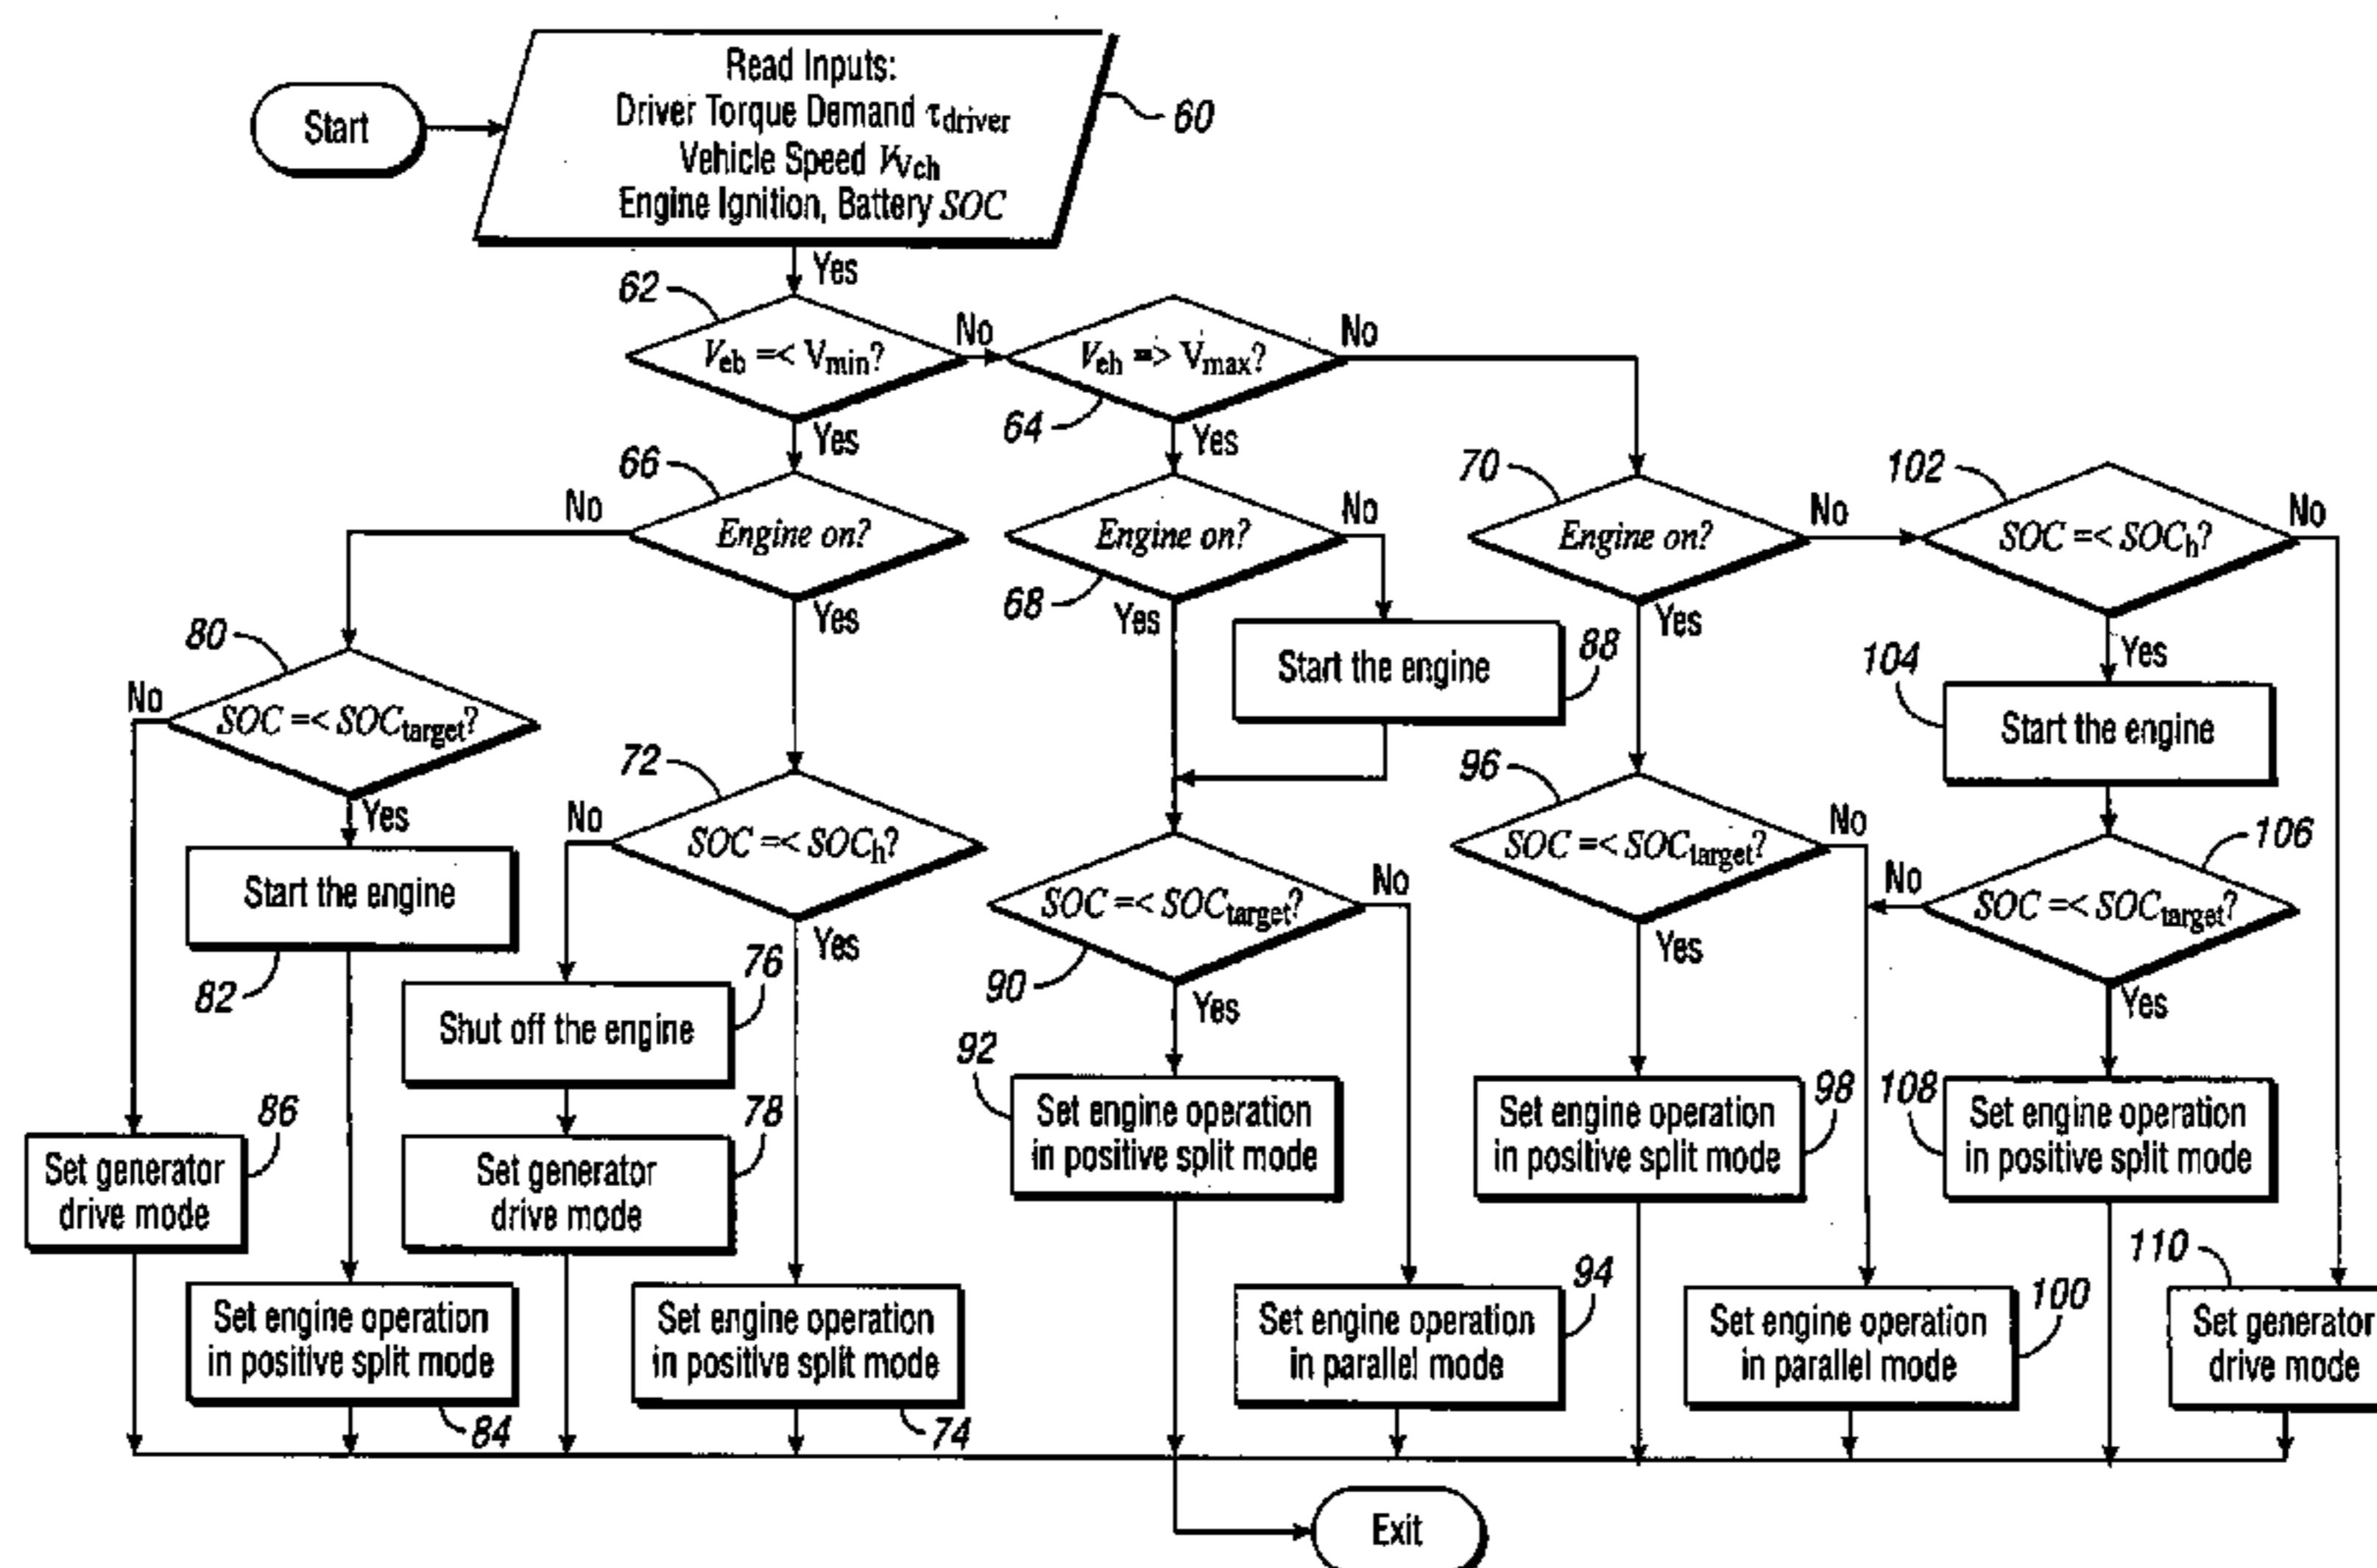 Start
Read Inputs:
Driver Torque Demand τdriver
Vehicle Speed VVch
Engine Ignition, Battery SOC
60
Yes
62
Veb =< Vmin?
No
Veh => Vmax?
No
64
Yes
Yes
66
No
Engine on?
Yes
Engine on?
No
68
Yes
70
Engine on?
No
Yes
102
SOC =< SOCh?
No
Yes
80
No
SOC =< SOCtarget?
Yes
Start the engine
88
104
Start the engine
72
No
SOC =< SOCh?
Yes
96
SOC =< SOCtarget?
No
Yes
106
No
SOC =< SOCtarget?
Yes
Start the engine
82
SOC =< SOCtarget?
No
90
Yes
76
Shut off the engine
92
Set engine operation
in positive split mode
98
Set engine operation
in positive split mode
108
Set engine operation
in positive split mode
86
Set generator
drive mode
78
Set generator
drive mode
110
Set generator
drive mode
Set engine operation
in positive split mode
84
Set engine operation
in positive split mode
74
94
Set engine operation
in parallel mode
100
Set engine operation
in parallel mode
Exit